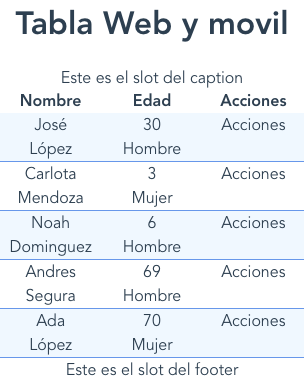 Tabla Web y movil
Este es el slot del caption
Nombre Edad Acciones
José 30 Acciones
López Hombre
Carlota 3 Acciones
Mendoza Mujer
Noah 6 Acciones
Dominguez Hombre
Andres 69 Acciones
Segura Hombre
Ada 70 Acciones
López Mujer
Este es el slot del footer